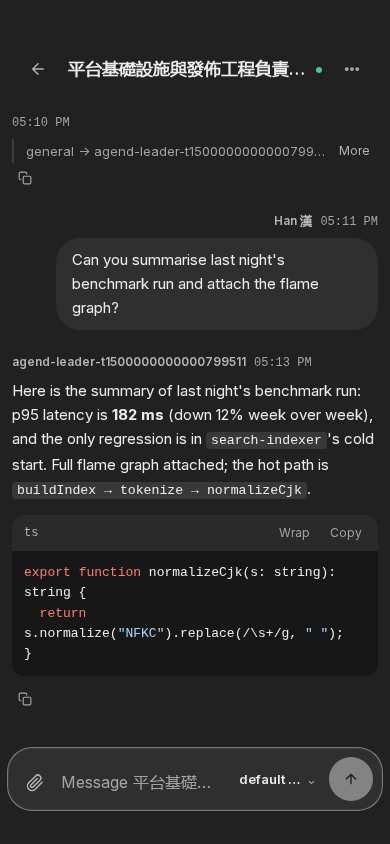 平台基礎設施與發佈工程負責…
05:10 PM
general → agend-leader-t1500000000000799… More
Han 漢 05:11 PM
Can you summarise last night's
benchmark run and attach the flame
graph?
agend-leader-t1500000000000799511 05:13 PM
Here is the summary of last night's benchmark run:
p95 latency is 182 ms (down 12% week over week),
and the only regression is in search-indexer's cold
start. Full flame graph attached; the hot path is
buildIndex → tokenize → normalizeCjk.
ts Wrap Copy
export function normalizeCjk(s: string):
string {
return
s.normalize("NFKC").replace(/\s+/g, " ");
}
Message 平台基礎… default …